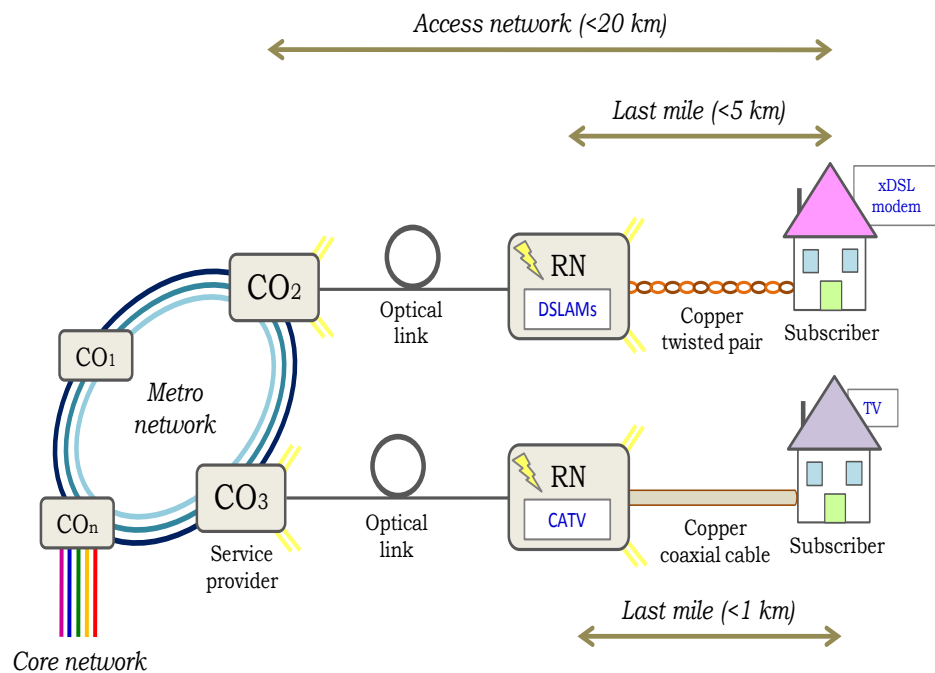 Access network (<20 km)
Last mile (<5 km)
xDSL
modem
CO2
Optical
link
RN
DSLAMs
Copper
twisted pair
Subscriber
CO1
Metro
network
TV
CO3
Optical
link
RN
CATV
Copper
coaxial cable
Subscriber
COn
Service
provider
Last mile (<1 km)
Core network